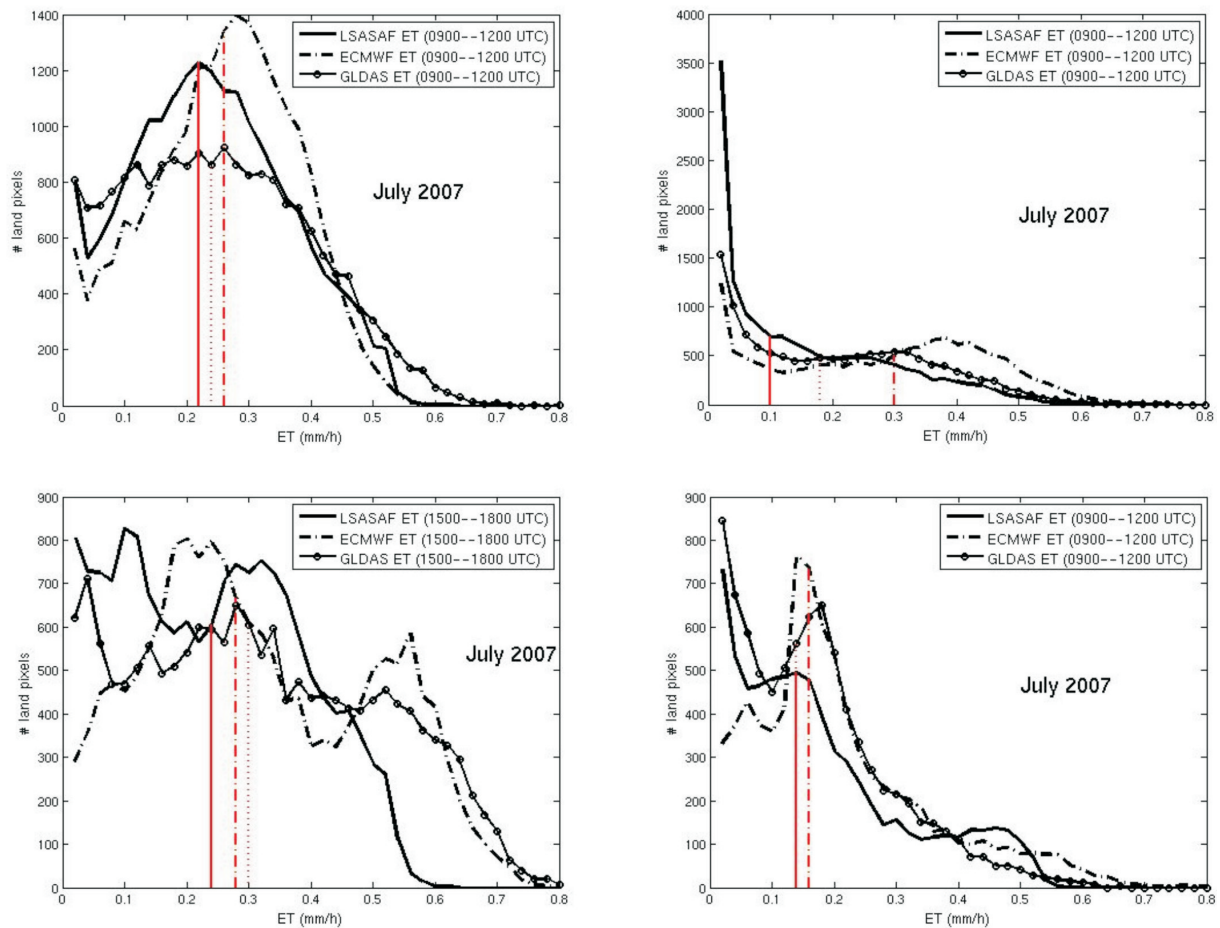 1400
1200
1000
800
600
400
200
0
# land pixels
LSASAF ET (0900--1200 UTC)
ECMWF ET (0900--1200 UTC)
GLDAS ET (0900--1200 UTC)
July 2007
0 0.1 0.2 0.3 0.4 0.5 0.6 0.7 0.8
ET (mm/h)
4000
3500
3000
2500
2000
1500
1000
500
0
# land pixels
LSASAF ET (0900--1200 UTC)
ECMWF ET (0900--1200 UTC)
GLDAS ET (0900--1200 UTC)
July 2007
0 0.1 0.2 0.3 0.4 0.5 0.6 0.7 0.8
ET (mm/h)
900
800
700
600
500
400
300
200
100
0
# land pixels
LSASAF ET (1500--1800 UTC)
ECMWF ET (1500--1800 UTC)
GLDAS ET (1500--1800 UTC)
July 2007
0 0.1 0.2 0.3 0.4 0.5 0.6 0.7 0.8
ET (mm/h)
900
800
700
600
500
400
300
200
100
0
# land pixels
LSASAF ET (0900--1200 UTC)
ECMWF ET (0900--1200 UTC)
GLDAS ET (0900--1200 UTC)
July 2007
0 0.1 0.2 0.3 0.4 0.5 0.6 0.7 0.8
ET (mm/h)